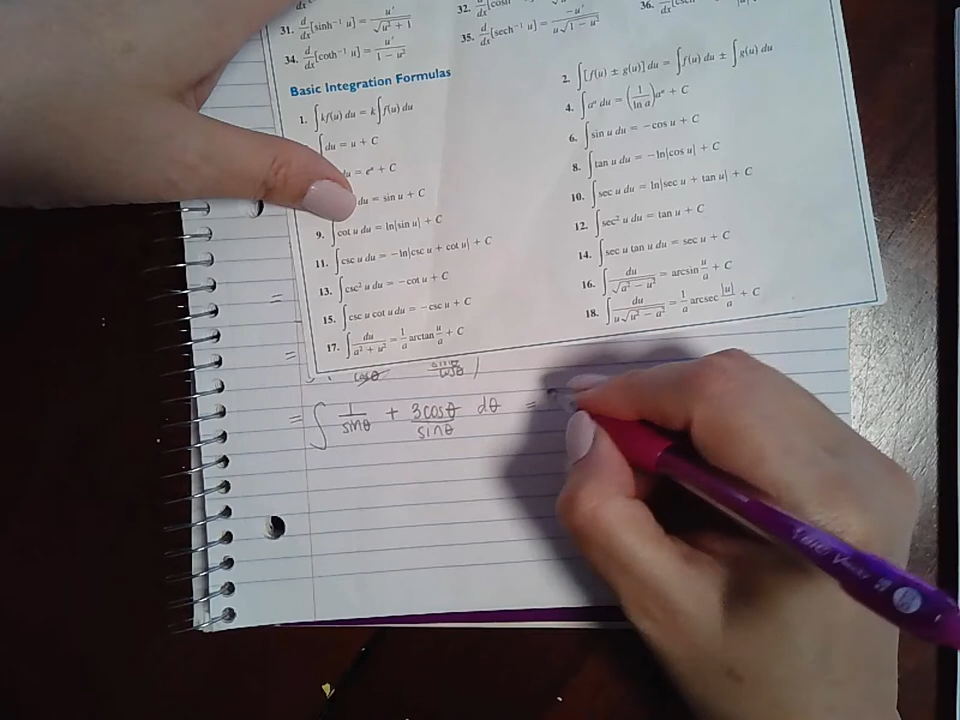 31. d/dx[sinh⁻¹ u] = u'/√(u² + 1)
32. d/dx
34. d/dx[coth⁻¹ u] = u'/(1 − u²)
35. d/dx[sech⁻¹ u] = −u'/(u√(1 − u²))
36. d/dx
Basic Integration Formulas
1. ∫kf(u) du = k∫f(u) du
2. ∫[f(u) ± g(u)] du = ∫f(u) du ± ∫g(u) du
∫du = u + C
4. ∫aᵘ du = (1/ln a)aᵘ + C
du = eᵘ + C
6. ∫sin u du = −cos u + C
du = sin u + C
8. ∫tan u du = −ln|cos u| + C
9. ∫cot u du = ln|sin u| + C
10. ∫sec u du = ln|sec u + tan u| + C
11. ∫csc u du = −ln|csc u + cot u| + C
12. ∫sec² u du = tan u + C
13. ∫csc² u du = −cot u + C
14. ∫sec u tan u du = sec u + C
15. ∫csc u cot u du = −csc u + C
16. ∫du/√(a² − u²) = arcsin u/a + C
17. ∫du/(a² + u²) = 1/a arctan u/a + C
18. ∫du/(u√(u² − a²)) = 1/a arcsec |u|/a + C
=
=
cosθ cosθ
= ∫ 1/sinθ + 3cosθ/sinθ dθ =